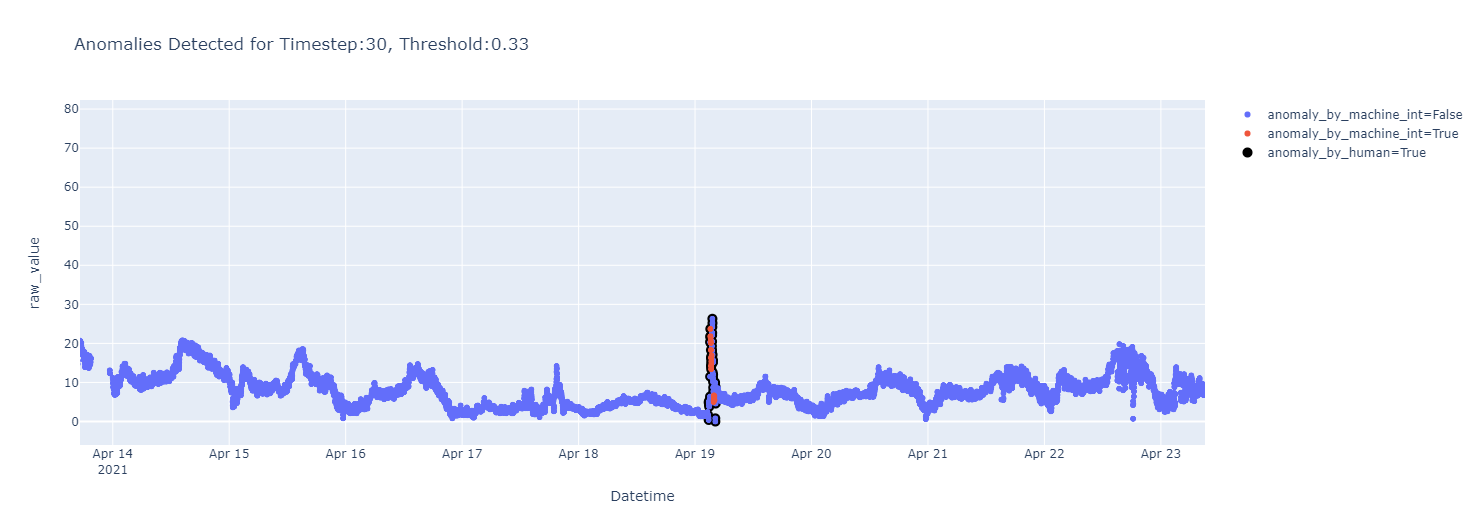 Anomalies Detected for Timestep:30, Threshold:0.33
80
70
60
50
40
30
20
10
0
raw_value
Apr 14
2021
Apr 15
Apr 16
Apr 17
Apr 18
Apr 19
Apr 20
Apr 21
Apr 22
Apr 23
Datetime
anomaly_by_machine_int=False
anomaly_by_machine_int=True
anomaly_by_human=True